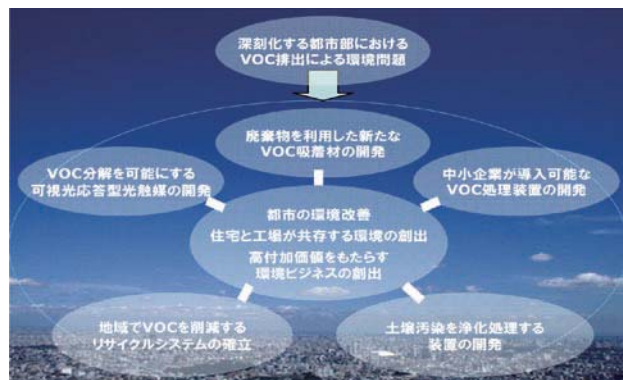 深刻化する都市部における
VOC排出による環境問題
廃棄物を利用した新たな
VOC吸着材の開発
VOC分解を可能にする
可視光応答型光触媒の開発
中小企業が導入可能な
VOC処理装置の開発
都市の環境改善
住宅と工場が共存する環境の創出
高付加価値をもたらす
環境ビジネスの創出
地域でVOCを削減する
リサイクルシステムの確立
土壌汚染を浄化処理する
装置の開発